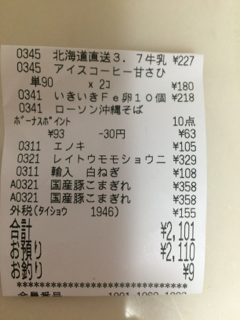 0345 北海道直送3.7牛乳 ¥227
0345 アイスコーヒー甘さひ
単90 x 2コ ¥180
0341 いきいきFe卵10個 ¥218
0321 ローソン沖縄そば
ボーナスポイント 10点
¥93 -30円 ¥63
0311 エノキ ¥105
0321 レイトウモモショウニ ¥329
0311 輸入 白ねぎ ¥108
A0321 国産豚こまぎれ ¥358
A0321 国産豚こまぎれ ¥358
外税(タイショウ 1946) ¥155
合計 ¥2,101
お預り ¥2,110
お釣り ¥9